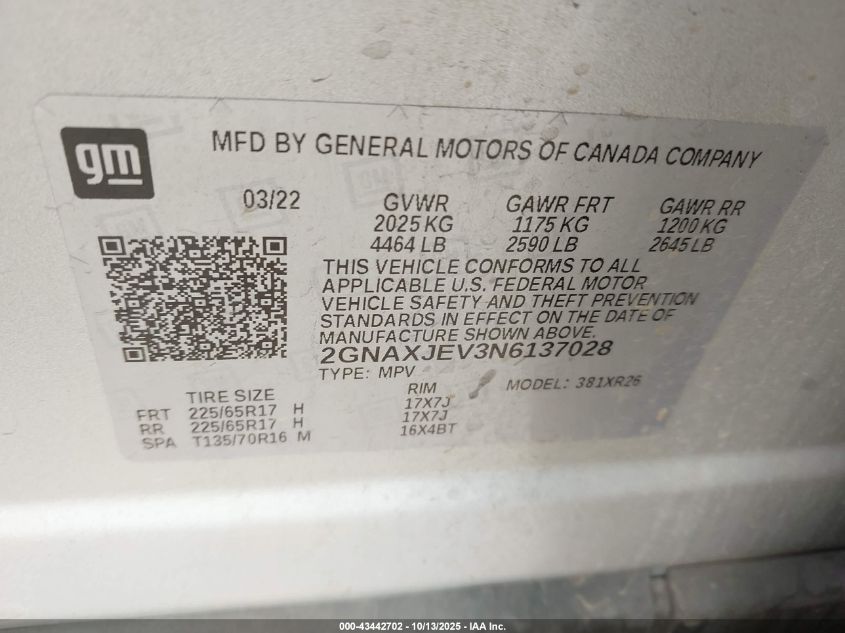 gm
MFD BY GENERAL MOTORS OF CANADA COMPANY
03/22 GVWR GAWR FRT GAWR RR
2025 KG 1175 KG 1200 KG
4464 LB 2590 LB 2645 LB
THIS VEHICLE CONFORMS TO ALL
APPLICABLE U.S. FEDERAL MOTOR
VEHICLE SAFETY AND THEFT PREVENTION
STANDARDS IN EFFECT ON THE DATE OF
MANUFACTURE SHOWN ABOVE.
2GNAXJEV3N6137028
TYPE: MPV MODEL: 381XR26
TIRE SIZE RIM
FRT 225/65R17 H 17X7J
RR 225/65R17 H 17X7J
SPA T135/70R16 M 16X4BT
000-43442702 - 10/13/2025 - IAA Inc.